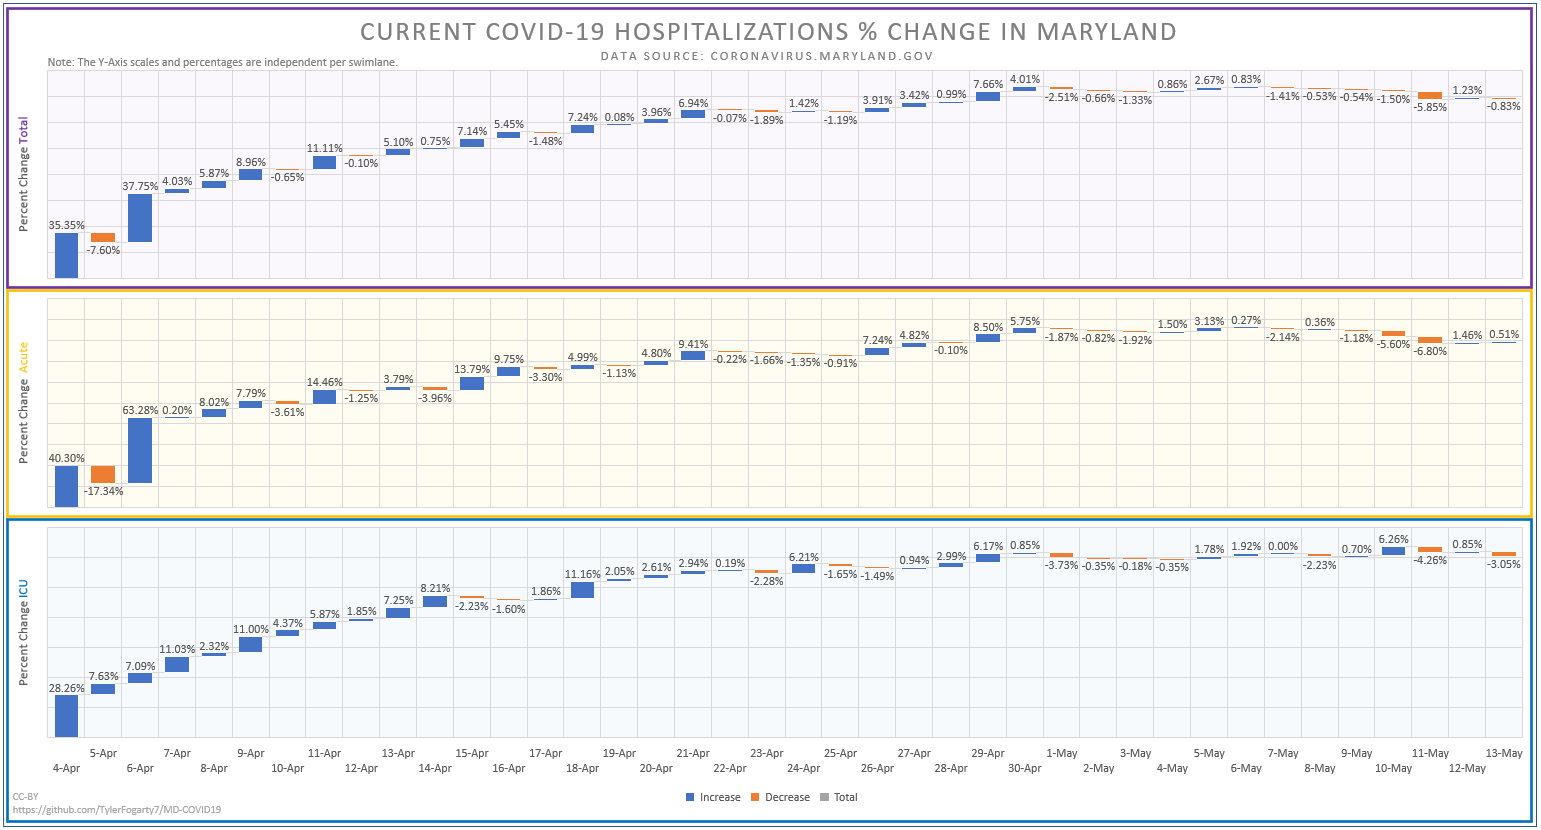 CURRENT COVID-19 HOSPITALIZATIONS % CHANGE IN MARYLAND
DATA SOURCE: CORONAVIRUS.MARYLAND.GOV
Note: The Y-Axis scales and percentages are independent per swimlane.
Percent Change Total
35.35% -7.60% 37.75% 4.03% 5.87% 8.96% -0.65% 11.11% -0.10% 5.10% 0.75% 7.14% 5.45% -1.48% 7.24% 0.08% 3.96% 6.94% -0.07% -1.89% 1.42% -1.19% 3.91% 3.42% 0.99% 7.66% 4.01% -2.51% -0.66% -1.33% 0.86% 2.67% 0.83% -1.41% -0.53% -0.54% -1.50% -5.85% 1.23% -0.83%
Percent Change Acute
40.30% -17.34% 63.28% 0.20% 8.02% 7.79% -3.61% 14.46% -1.25% 3.79% -3.96% 13.79% 9.75% -3.30% 4.99% -1.13% 4.80% 9.41% -0.22% -1.66% -1.35% -0.91% 7.24% 4.82% -0.10% 8.50% 5.75% -1.87% -0.82% -1.92% 1.50% 3.13% 0.27% -2.14% 0.36% -1.18% -5.60% -6.80% 1.46% 0.51%
Percent Change ICU
28.26% 7.63% 7.09% 11.03% 2.32% 11.00% 4.37% 5.87% 1.85% 7.25% 8.21% -2.23% -1.60% 1.86% 11.16% 2.05% 2.61% 2.94% 0.19% -2.28% 6.21% -1.65% -1.49% 0.94% 2.99% 6.17% 0.85% -3.73% -0.35% -0.18% -0.35% 1.78% 1.92% 0.00% -2.23% 0.70% 6.26% -4.26% 0.85% -3.05%
5-Apr 7-Apr 9-Apr 11-Apr 13-Apr 15-Apr 17-Apr 19-Apr 21-Apr 23-Apr 25-Apr 27-Apr 29-Apr 1-May 3-May 5-May 7-May 9-May 11-May 13-May
4-Apr 6-Apr 8-Apr 10-Apr 12-Apr 14-Apr 16-Apr 18-Apr 20-Apr 22-Apr 24-Apr 26-Apr 28-Apr 30-Apr 2-May 4-May 6-May 8-May 10-May 12-May
Increase Decrease Total
CC-BY
https://github.com/TylerFogarty7/MD-COVID19